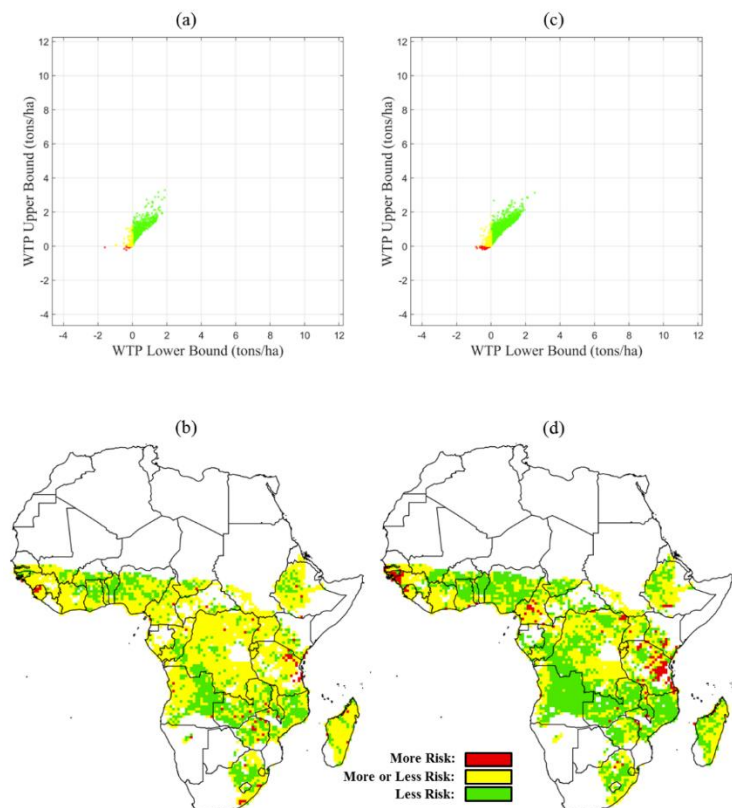 (a)
12
10
8
6
4
2
0
-2
-4
WTP Upper Bound (tons/ha)
-4 -2 0 2 4 6 8 10 12
WTP Lower Bound (tons/ha)
(c)
12
10
8
6
4
2
0
-2
-4
WTP Upper Bound (tons/ha)
-4 -2 0 2 4 6 8 10 12
WTP Lower Bound (tons/ha)
(b)
(d)
More Risk:
More or Less Risk:
Less Risk: